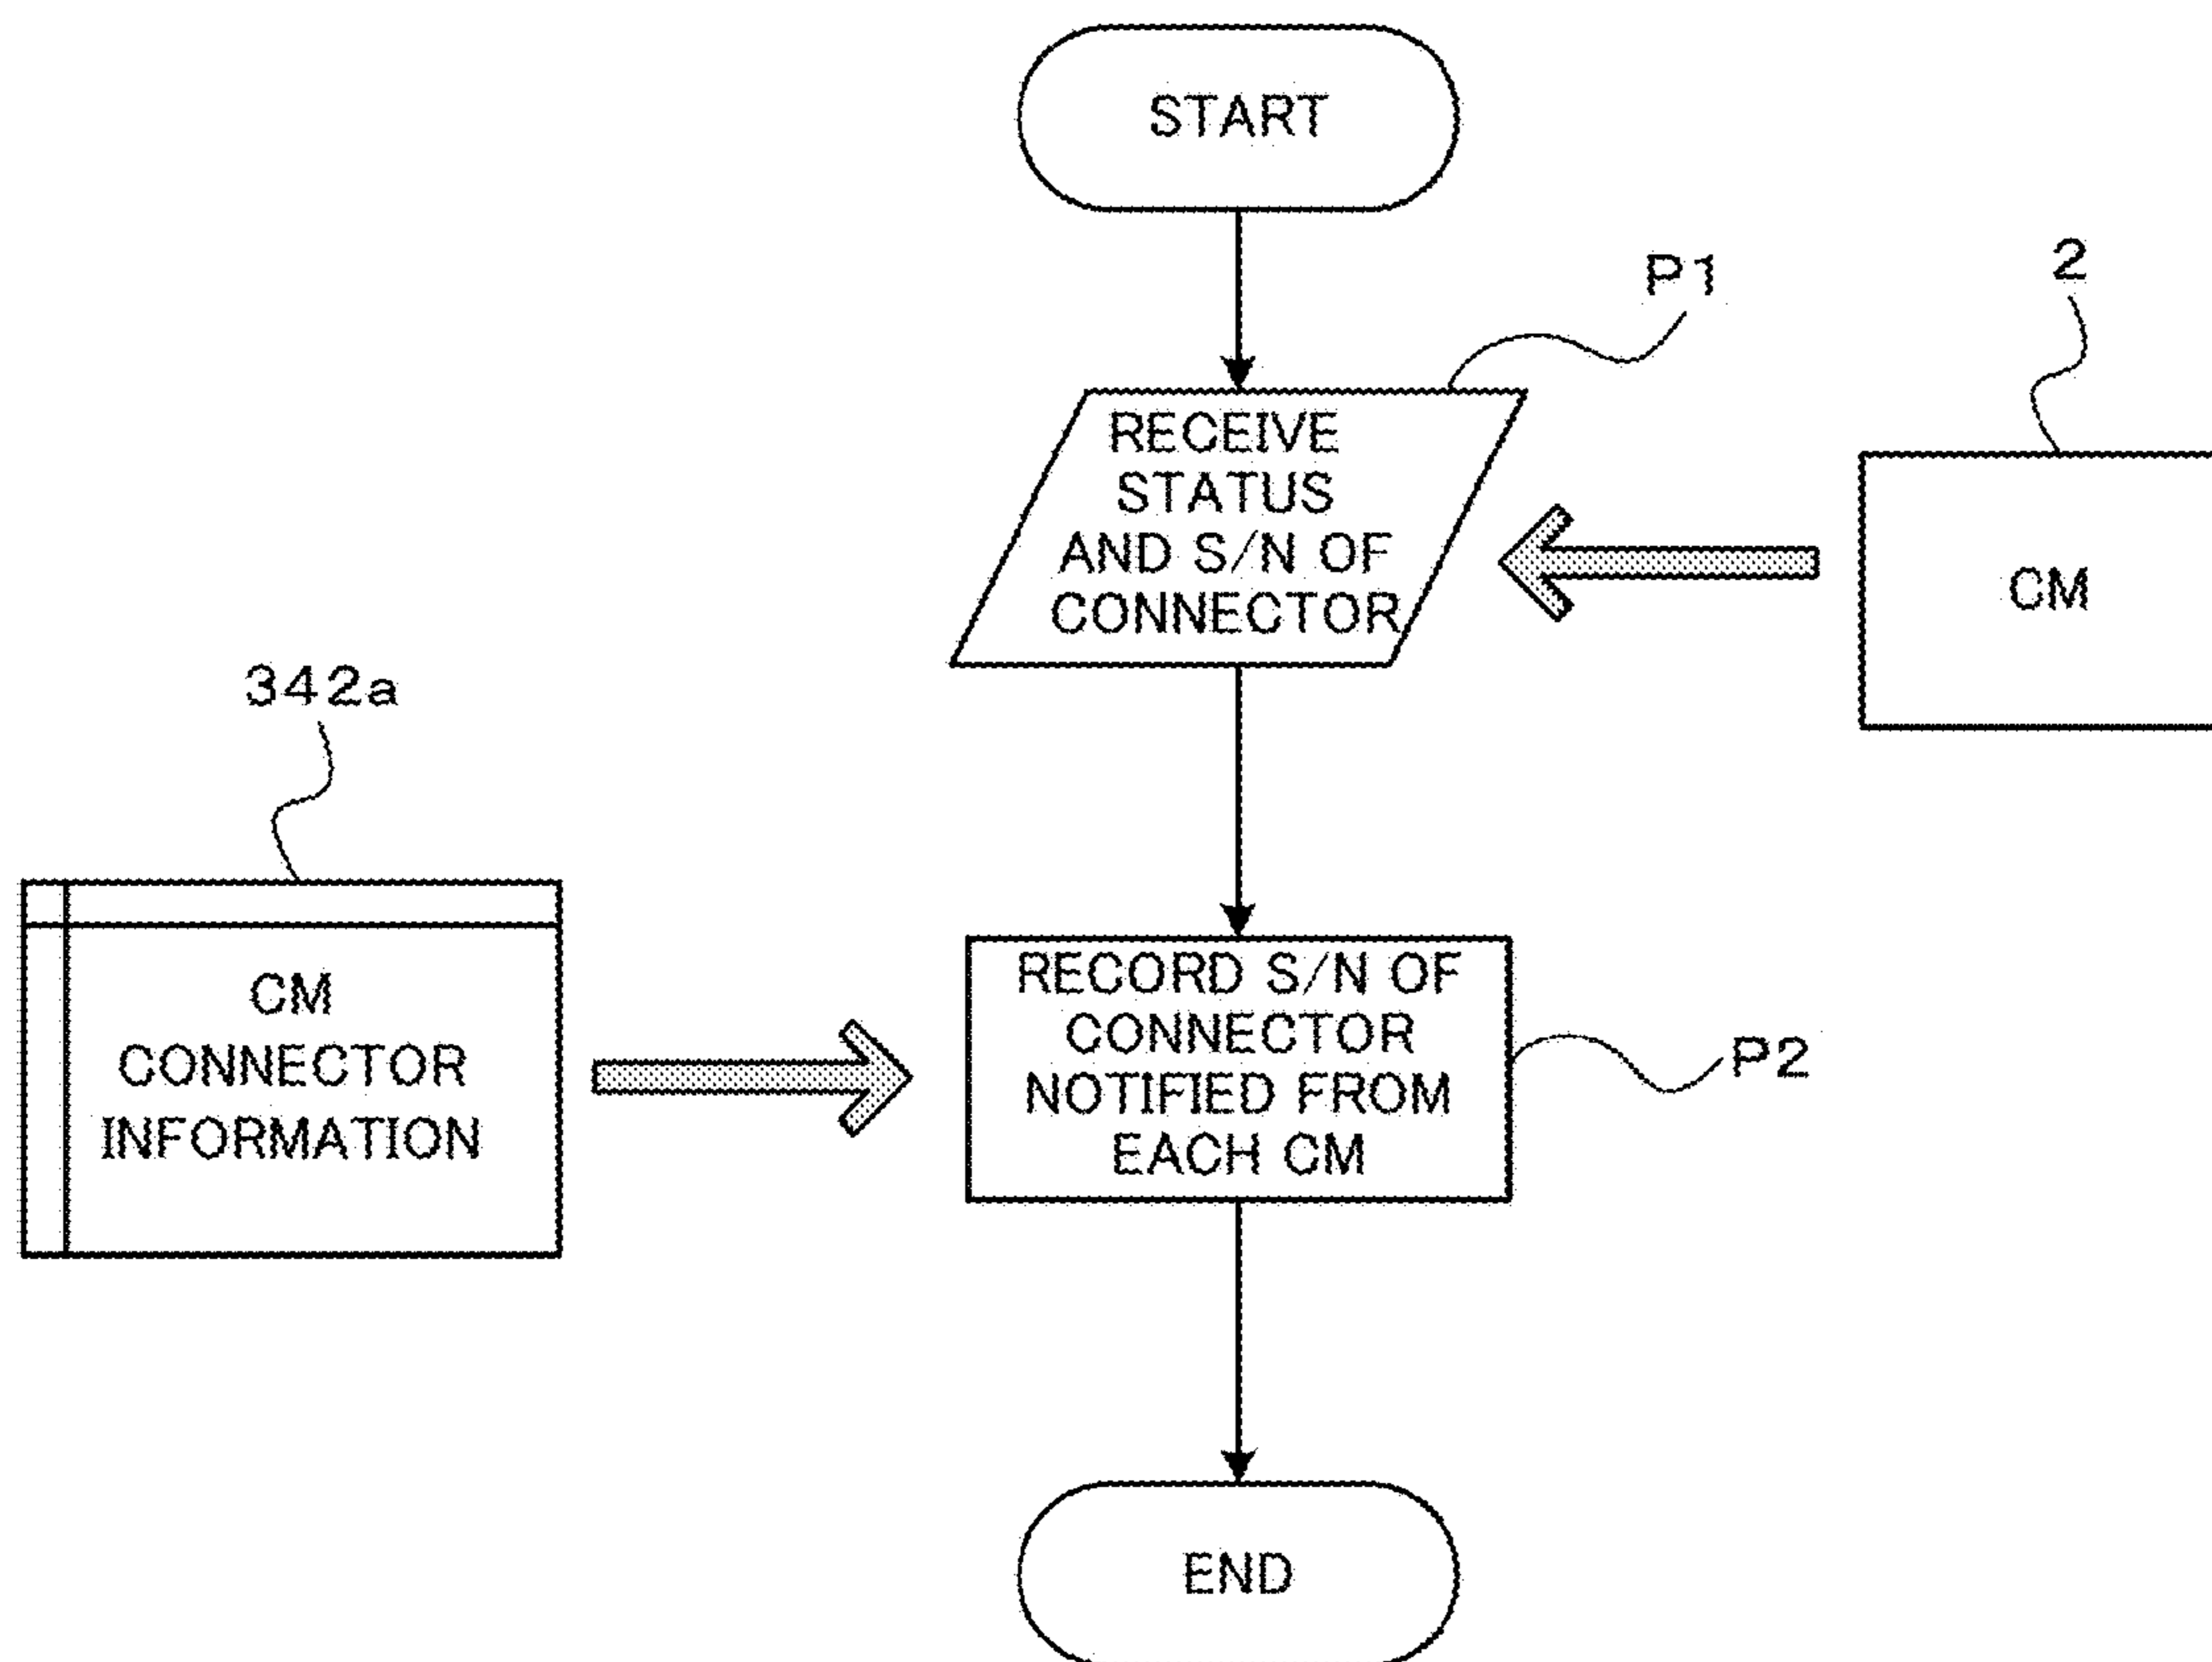 START
P1
2
RECEIVE
STATUS
AND S/N OF
CONNECTOR
CM
342a
CM
CONNECTOR
INFORMATION
RECORD S/N OF
CONNECTOR
NOTIFIED FROM
EACH CM
P2
END